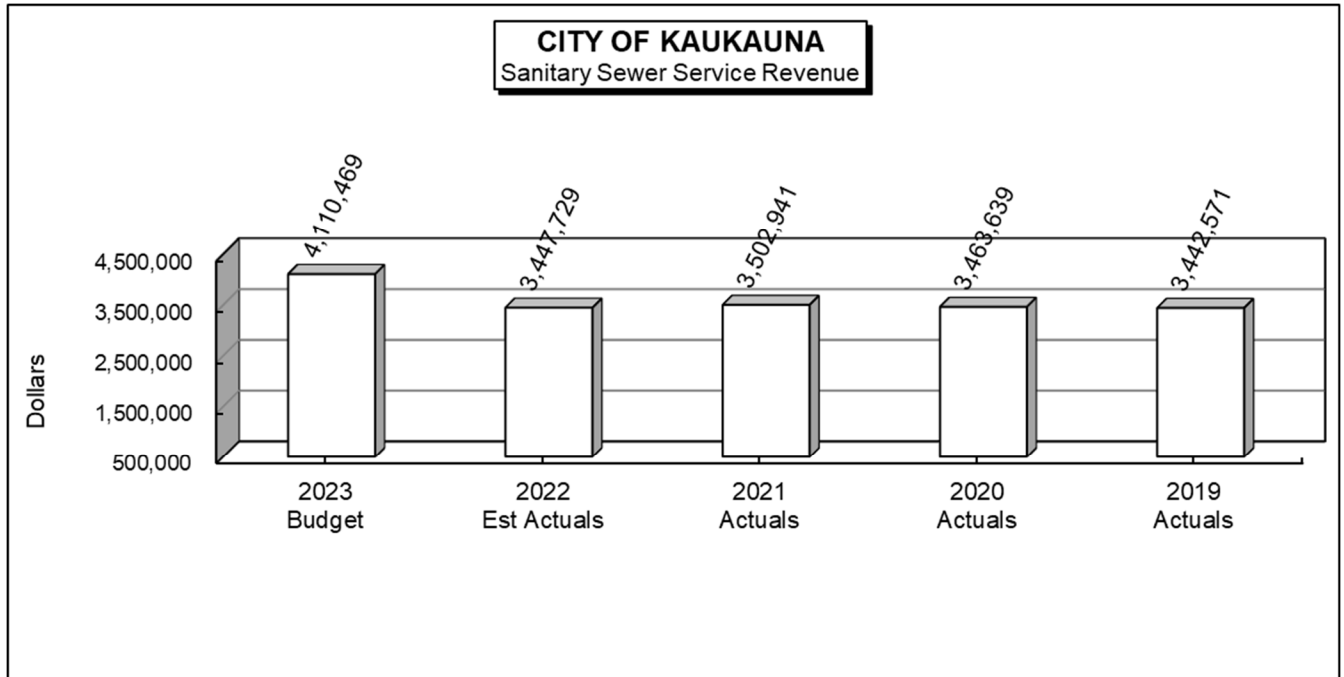 CITY OF KAUKAUNA
Sanitary Sewer Service Revenue
4,110,469
3,447,729
3,502,941
3,463,639
3,442,571
Dollars
4,500,000
3,500,000
2,500,000
1,500,000
500,000
2023
Budget
2022
Est Actuals
2021
Actuals
2020
Actuals
2019
Actuals